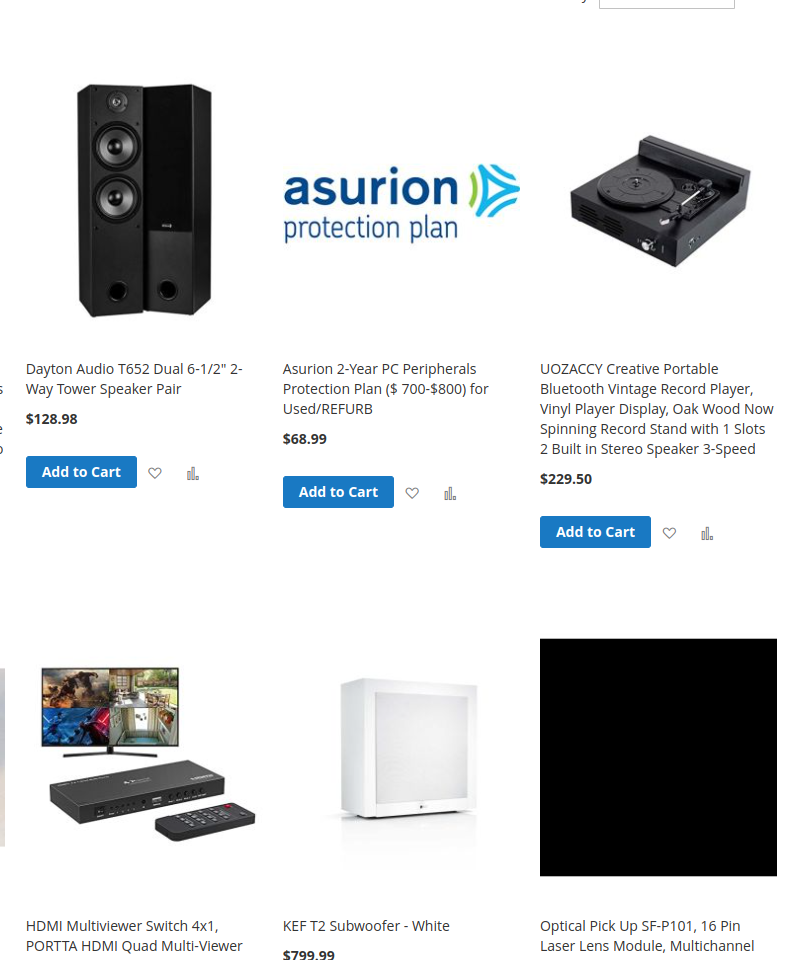 asurion
protection plan
Dayton Audio T652 Dual 6-1/2" 2-
Way Tower Speaker Pair
$128.98
Add to Cart
Asurion 2-Year PC Peripherals
Protection Plan ($ 700-$800) for
Used/REFURB
$68.99
Add to Cart
UOZACCY Creative Portable
Bluetooth Vintage Record Player,
Vinyl Player Display, Oak Wood Now
Spinning Record Stand with 1 Slots
2 Built in Stereo Speaker 3-Speed
$229.50
Add to Cart
HDMI Multiviewer Switch 4x1,
PORTTA HDMI Quad Multi-Viewer
KEF T2 Subwoofer - White
$799.99
Optical Pick Up SF-P101, 16 Pin
Laser Lens Module, Multichannel